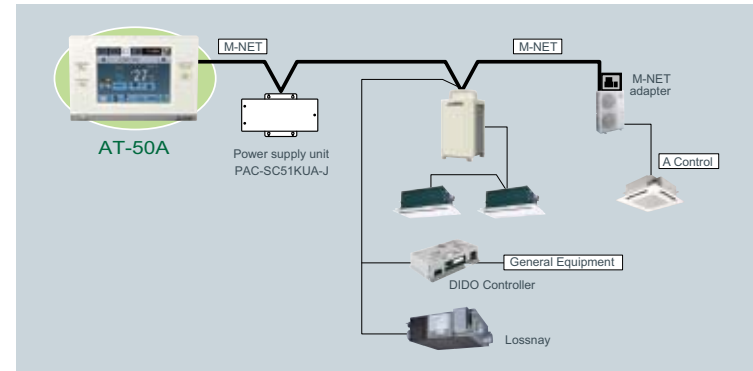 M-NET
M-NET
M-NET
adapter
AT-50A
Power supply unit
PAC-SC51KUA-J
A Control
General Equipment
DIDO Controller
Lossnay